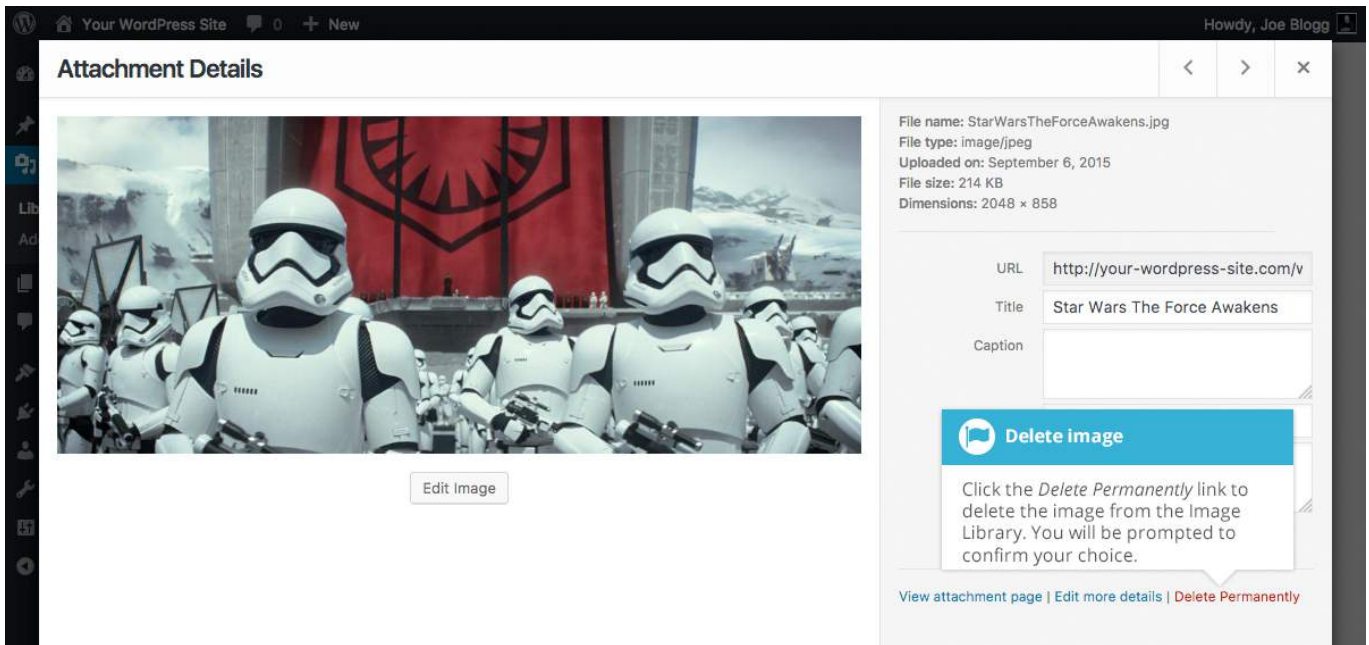 Your WordPress Site 0 + New Howdy, Joe Blogg
Attachment Details
File name: StarWarsTheForceAwakens.jpg
File type: image/jpeg
Uploaded on: September 6, 2015
File size: 214 KB
Dimensions: 2048 × 858
URL http://your-wordpress-site.com/w
Title Star Wars The Force Awakens
Caption
Lib
Ad
Delete image
Click the Delete Permanently link to
delete the image from the Image
Library. You will be prompted to
confirm your choice.
Edit Image
View attachment page | Edit more details | Delete Permanently